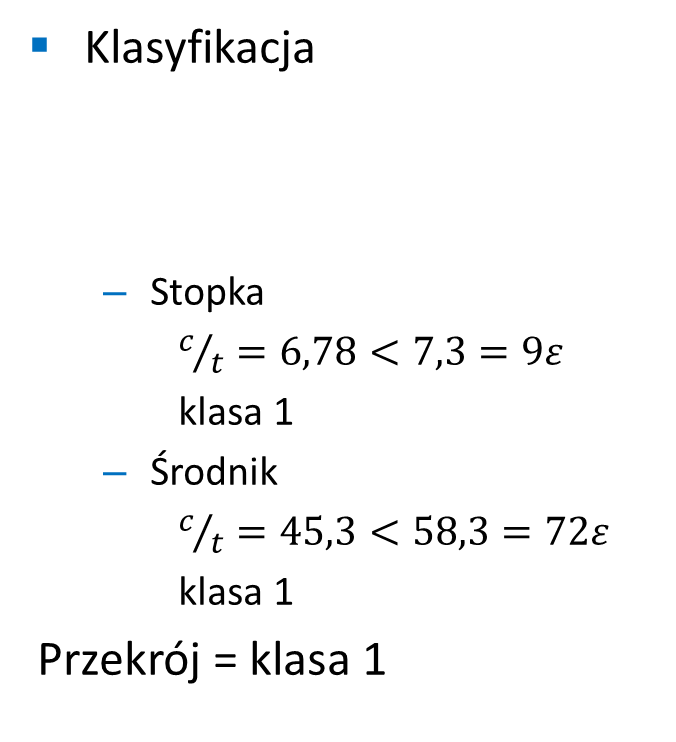 ▪ Klasyfikacja
– Stopka
c/t = 6,78 < 7,3 = 9ε
klasa 1
– Środnik
c/t = 45,3 < 58,3 = 72ε
klasa 1
Przekrój = klasa 1